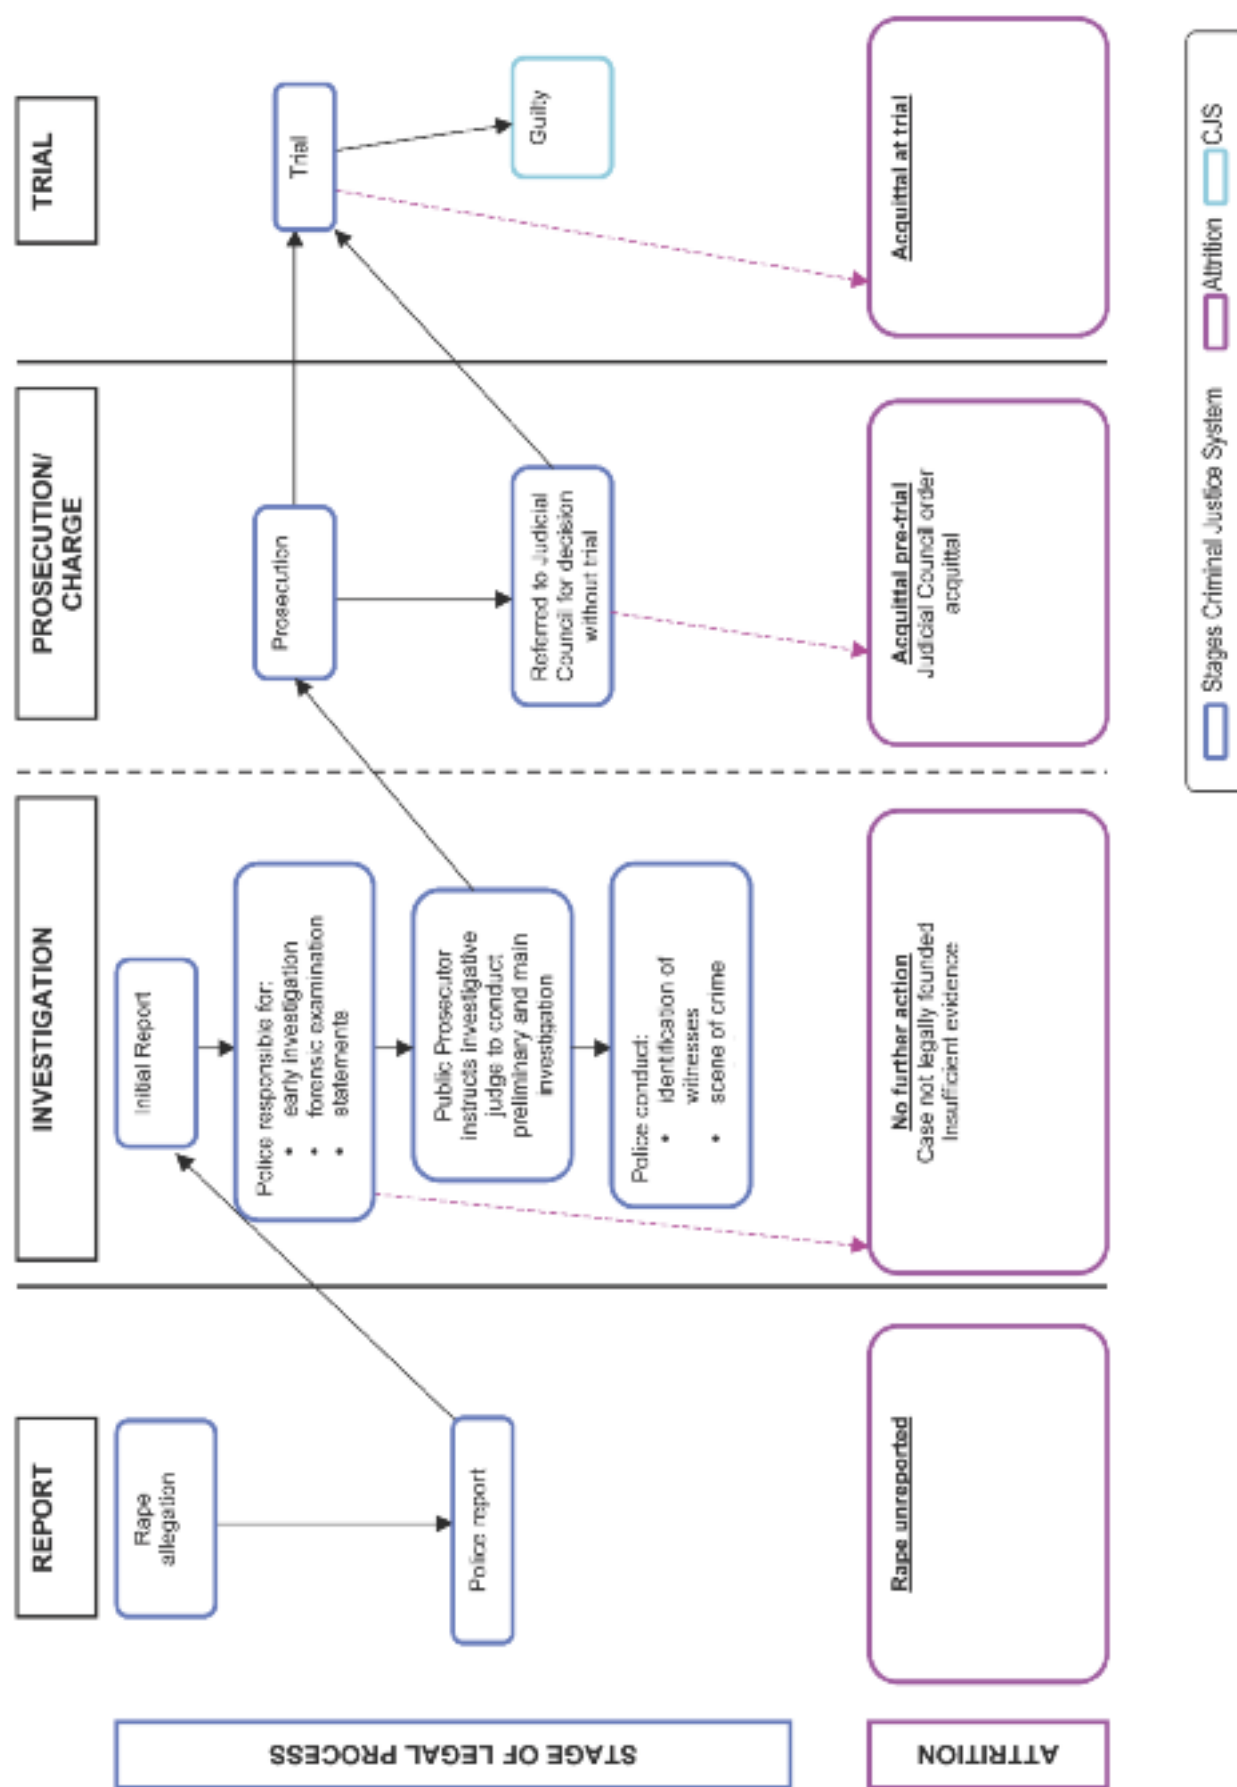 REPORT
INVESTIGATION
PROSECUTION/
CHARGE
TRIAL
STAGE OF LEGAL PROCESS
Rape
allegation
Police report
Initial Report
Police responsible for:
• early investigation
• forensic examination
• statements
Public Prosecutor
instructs investigative
judge to conduct
preliminary and main
investigation
Police conduct:
• identification of
witnesses
• scene of crime
Prosecution
Referred to Judicial
Council for decision
without trial
Trial
Guilty
ATTRITION
Rape unreported
No further action
Case not legally founded
Insufficient evidence
Acquittal pre-trial
Judicial Council order
acquittal
Acquittal at trial
Stages Criminal Justice System
Attrition
CJS